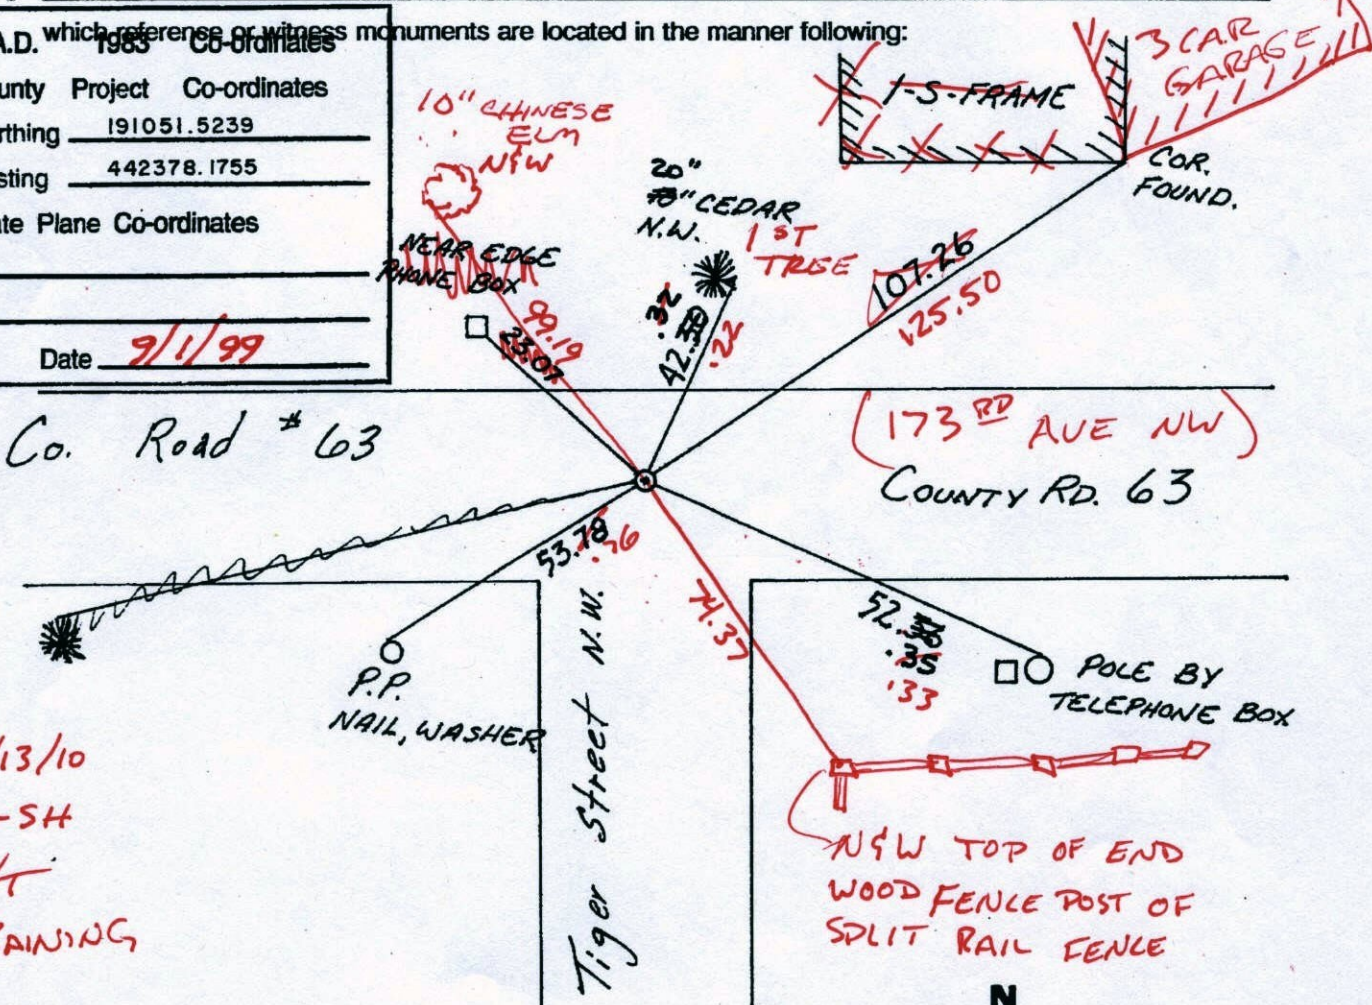 which reference or witness monuments are located in the manner following:
A.D. 1983 Co-ordinates
unty Project Co-ordinates
rthing 191051.5239
sting 442378.1755
ate Plane Co-ordinates
Date 9/1/99
10" CHINESE
ELM
N&W
NEAR EDGE
PHONE BOX
99.19
23.07
20"
" CEDAR
N.W.
1ST
TREE
.32
42.50
.22
1-S-FRAME
3 CAR
GARAGE
COR.
FOUND.
107.26
125.50
Co. Road #63
(173RD AVE NW)
COUNTY RD. 63
53.78
.76
P.P.
NAIL, WASHER
Tiger Street N.W.
74.37
52.36
.35
.33
POLE BY
TELEPHONE BOX
N&W TOP OF END
WOOD FENCE POST OF
SPLIT RAIL FENCE
/13/10
-SH
/T
AINING
N